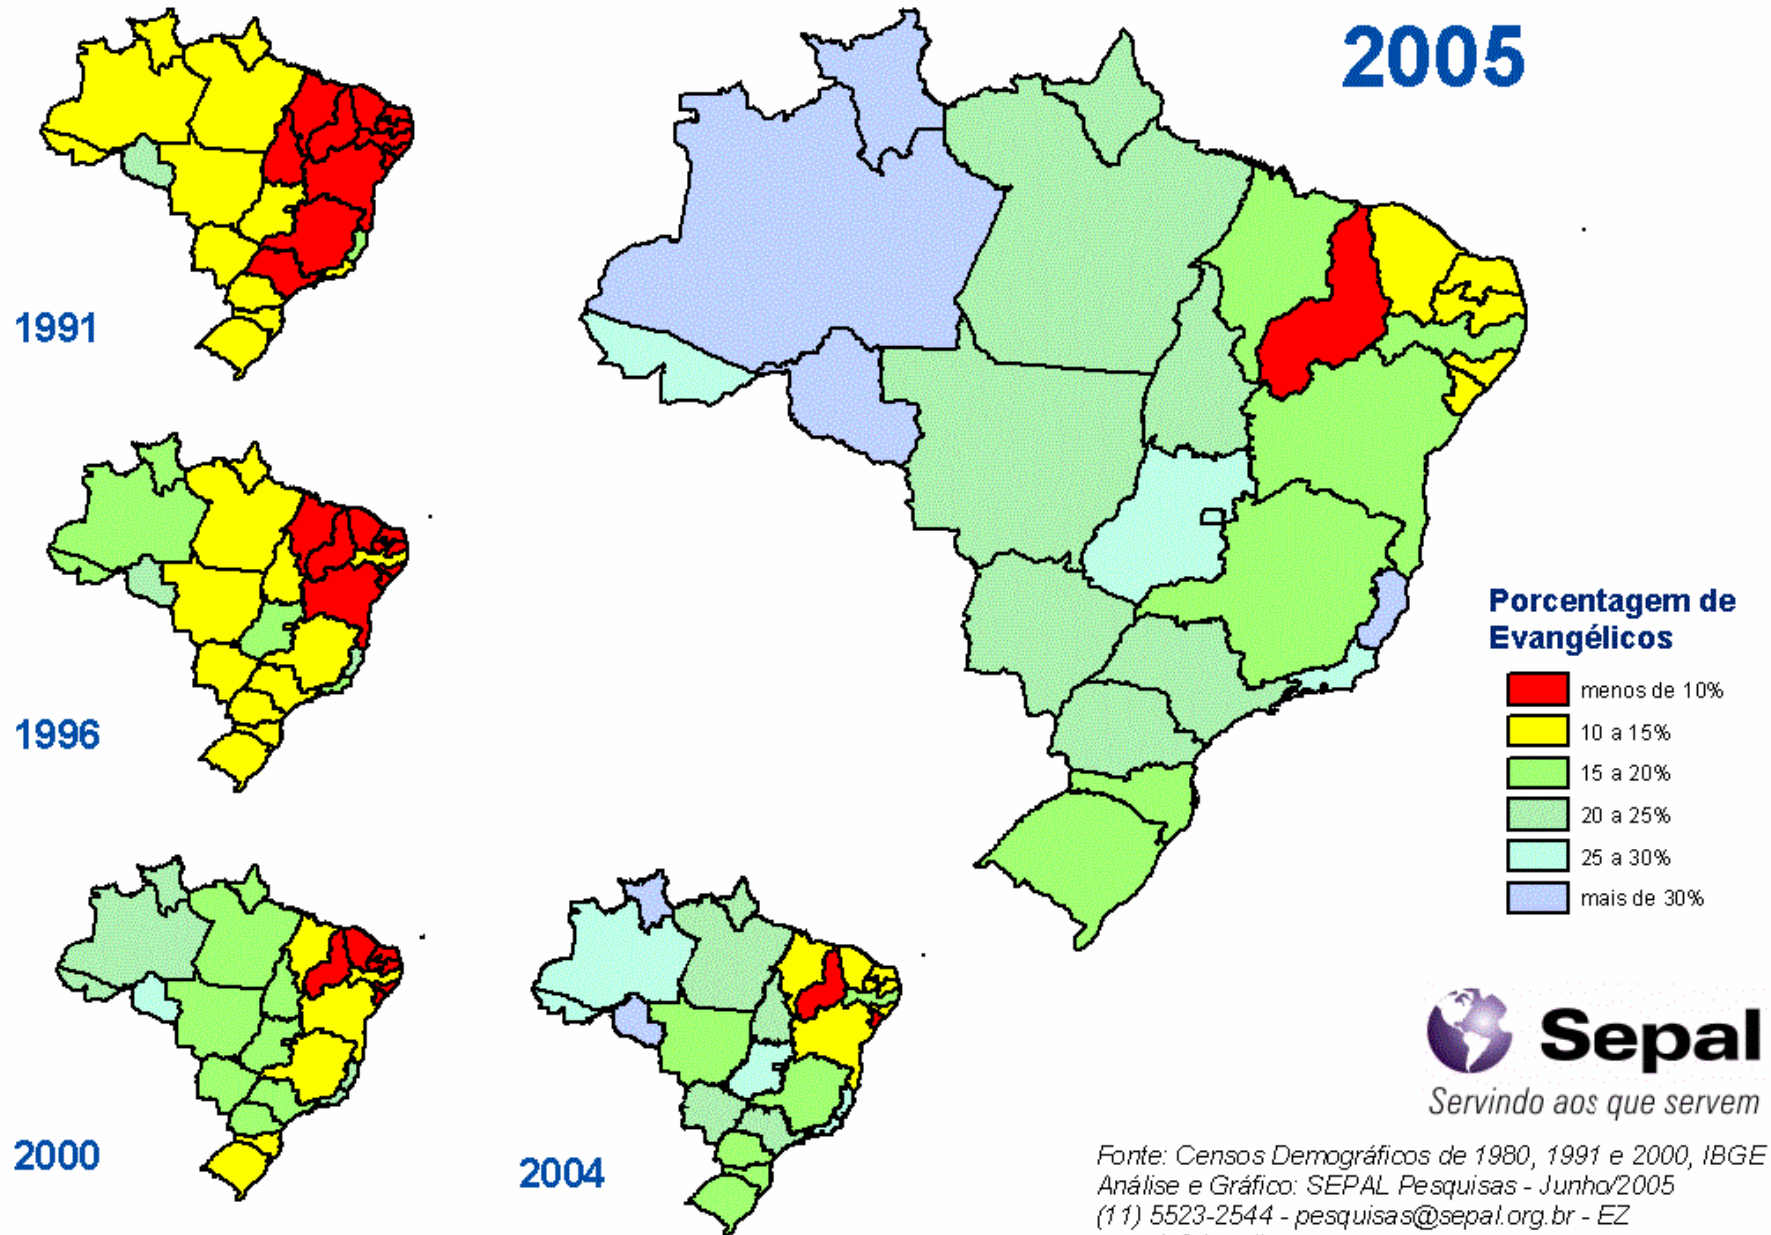 2005
1991
1996
2000
2004
Porcentagem de
Evangélicos
menos de 10%
10 a 15%
15 a 20%
20 a 25%
25 a 30%
mais de 30%
Sepal
Servindo aos que servem
Fonte: Censos Demográficos de 1980, 1991 e 2000, IBGE
Análise e Gráfico: SEPAL Pesquisas - Junho/2005
(11) 5523-2544 - pesquisas@sepal.org.br - EZ